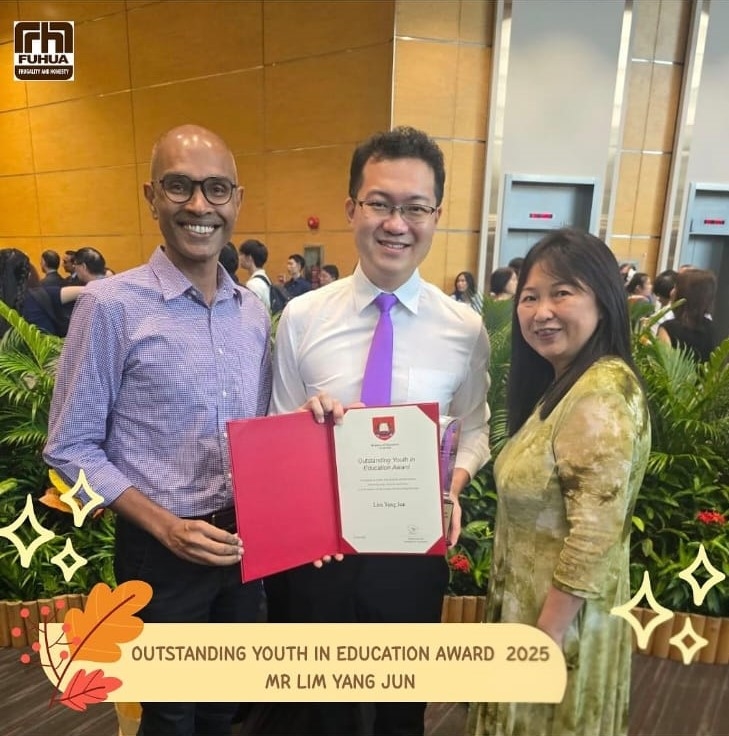 FUHUA
FRUGALITY AND HONESTY
Outstanding Youth in
Education Award
Lim Yang Jun
OUTSTANDING YOUTH IN EDUCATION AWARD 2025
MR LIM YANG JUN